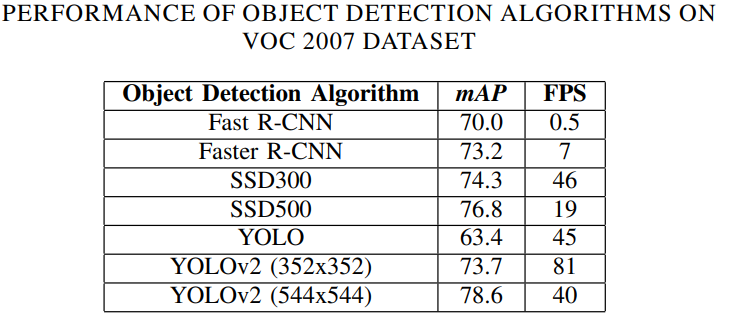 PERFORMANCE OF OBJECT DETECTION ALGORITHMS ON
VOC 2007 DATASET
Object Detection Algorithm mAP FPS
Fast R-CNN 70.0 0.5
Faster R-CNN 73.2 7
SSD300 74.3 46
SSD500 76.8 19
YOLO 63.4 45
YOLOv2 (352x352) 73.7 81
YOLOv2 (544x544) 78.6 40